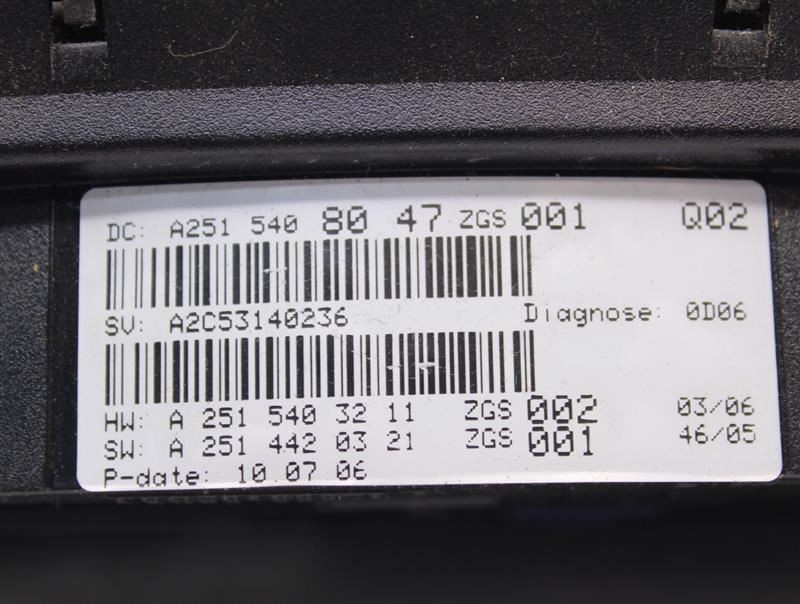 DC: A251 540 80 47 ZGS 001 Q02
SV: A2C53140236 Diagnose: 0D06
HW: A 251 540 32 11 ZGS 002 03/06
SW: A 251 442 03 21 ZGS 001 46/05
P-date: 10.07.06